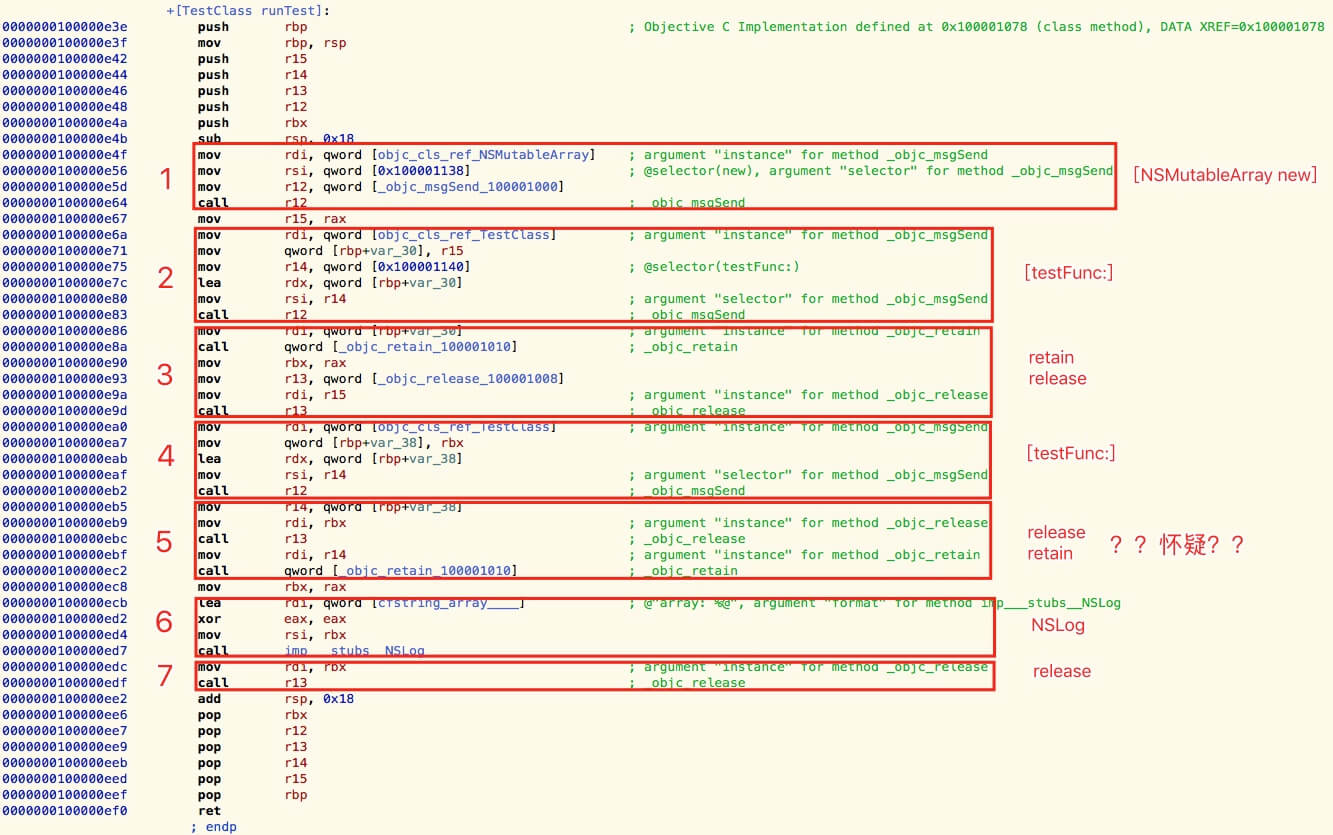 +[TestClass runTest]:
0000000100000e3e push rbp ; Objective C Implementation defined at 0x100001078 (class method), DATA XREF=0x100001078
0000000100000e3f mov rbp, rsp
0000000100000e42 push r15
0000000100000e44 push r14
0000000100000e46 push r13
0000000100000e48 push r12
0000000100000e4a push rbx
0000000100000e4b sub rsp, 0x18
0000000100000e4f mov rdi, qword [objc_cls_ref_NSMutableArray] ; argument "instance" for method _objc_msgSend
1 0000000100000e56 mov rsi, qword [0x100001138] ; @selector(new), argument "selector" for method _objc_msgSend [NSMutableArray new]
0000000100000e5d mov r12, qword [_objc_msgSend_100001000]
0000000100000e64 call r12 ; _objc_msgSend
0000000100000e67 mov r15, rax
0000000100000e6a mov rdi, qword [objc_cls_ref_TestClass] ; argument "instance" for method _objc_msgSend
0000000100000e71 mov qword [rbp+var_30], r15
2 0000000100000e75 mov r14, qword [0x100001140] ; @selector(testFunc:) [testFunc:]
0000000100000e7c lea rdx, qword [rbp+var_30]
0000000100000e80 mov rsi, r14 ; argument "selector" for method _objc_msgSend
0000000100000e83 call r12 ; _objc_msgSend
0000000100000e86 mov rdi, qword [rbp+var_30] ; argument "instance" for method _objc_retain
0000000100000e8a call qword [_objc_retain_100001010] ; _objc_retain
0000000100000e90 mov rbx, rax retain
3 0000000100000e93 mov r13, qword [_objc_release_100001008] release
0000000100000e9a mov rdi, r15 ; argument "instance" for method _objc_release
0000000100000e9d call r13 ; _objc_release
0000000100000ea0 mov rdi, qword [objc_cls_ref_TestClass] ; argument "instance" for method _objc_msgSend
0000000100000ea7 mov qword [rbp+var_38], rbx
4 0000000100000eab lea rdx, qword [rbp+var_38] [testFunc:]
0000000100000eaf mov rsi, r14 ; argument "selector" for method _objc_msgSend
0000000100000eb2 call r12 ; _objc_msgSend
0000000100000eb5 mov r14, qword [rbp+var_38]
0000000100000eb9 mov rdi, rbx ; argument "instance" for method _objc_release
5 0000000100000ebc call r13 ; _objc_release release ？？怀疑？？
0000000100000ebf mov rdi, r14 ; argument "instance" for method _objc_retain retain
0000000100000ec2 call qword [_objc_retain_100001010] ; _objc_retain
0000000100000ec8 mov rbx, rax
0000000100000ecb lea rdi, qword [cfstring_array____] ; @"array: %@", argument "format" for method imp___stubs__NSLog
6 0000000100000ed2 xor eax, eax NSLog
0000000100000ed4 mov rsi, rbx
0000000100000ed7 call imp___stubs__NSLog
7 0000000100000edc mov rdi, rbx ; argument "instance" for method _objc_release release
0000000100000edf call r13 ; _objc_release
0000000100000ee2 add rsp, 0x18
0000000100000ee6 pop rbx
0000000100000ee7 pop r12
0000000100000ee9 pop r13
0000000100000eeb pop r14
0000000100000eed pop r15
0000000100000eef pop rbp
0000000100000ef0 ret
; endp